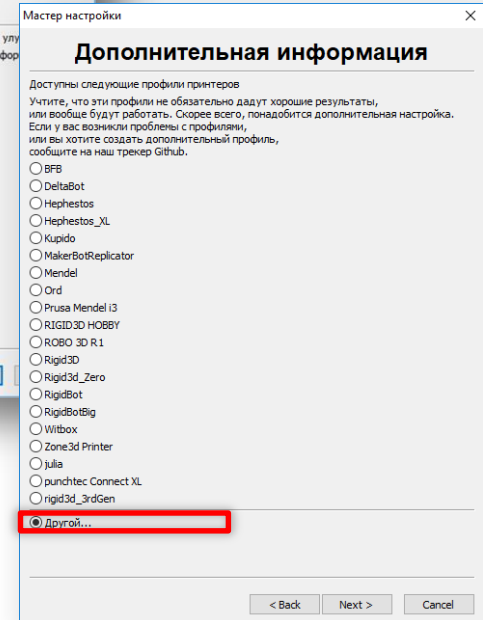 Мастер настройки
Дополнительная информация
Доступны следующие профили принтеров
Учтите, что эти профили не обязательно дадут хорошие результаты,
или вообще будут работать. Скорее всего, понадобится дополнительная настройка.
Если у вас возникли проблемы с профилями,
или вы хотите создать дополнительный профиль,
сообщите на наш трекер Github.
BFB
DeltaBot
Hephestos
Hephestos_XL
Kupido
MakerBotReplicator
Mendel
Ord
Prusa Mendel i3
RIGID3D HOBBY
ROBO 3D R1
Rigid3D
Rigid3d_Zero
RigidBot
RigidBotBig
Witbox
Zone3d Printer
julia
punchtec Connect XL
rigid3d_3rdGen
Другой...
< Back Next > Cancel